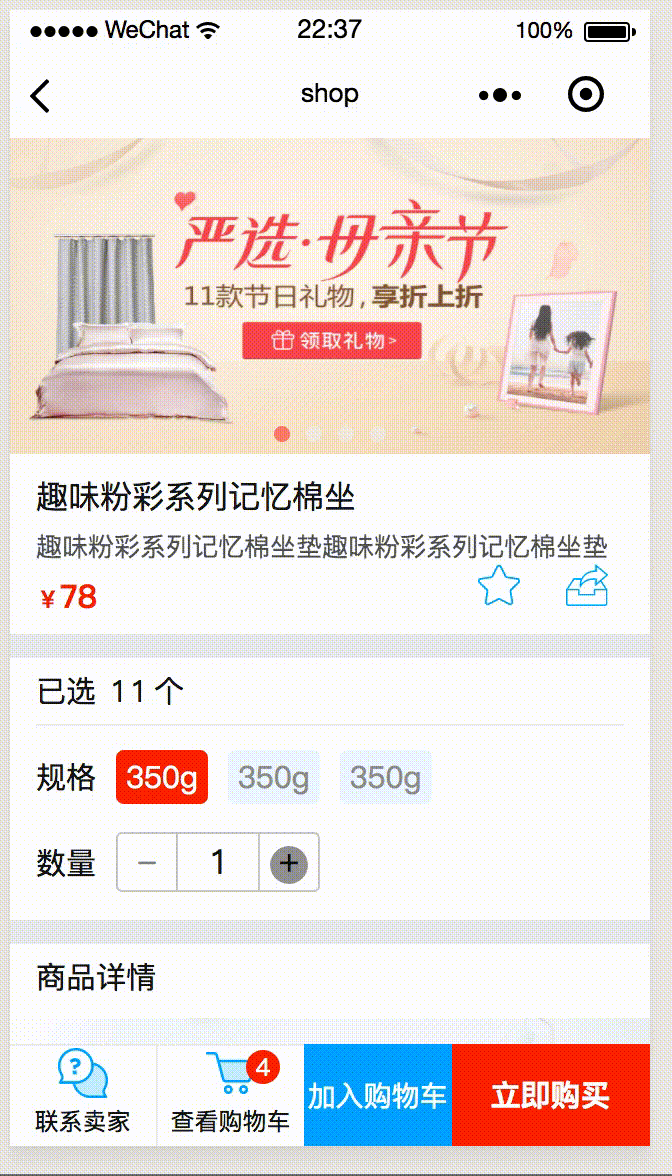 WeChat 22:37 100%
shop
严选·母亲节
11款节日礼物,享折上折
领取礼物>
趣味粉彩系列记忆棉坐
趣味粉彩系列记忆棉坐垫趣味粉彩系列记忆棉坐垫
¥78
已选 11个
规格 350g 350g 350g
数量 − 1 +
商品详情
? 4
联系卖家 查看购物车 加入购物车 立即购买